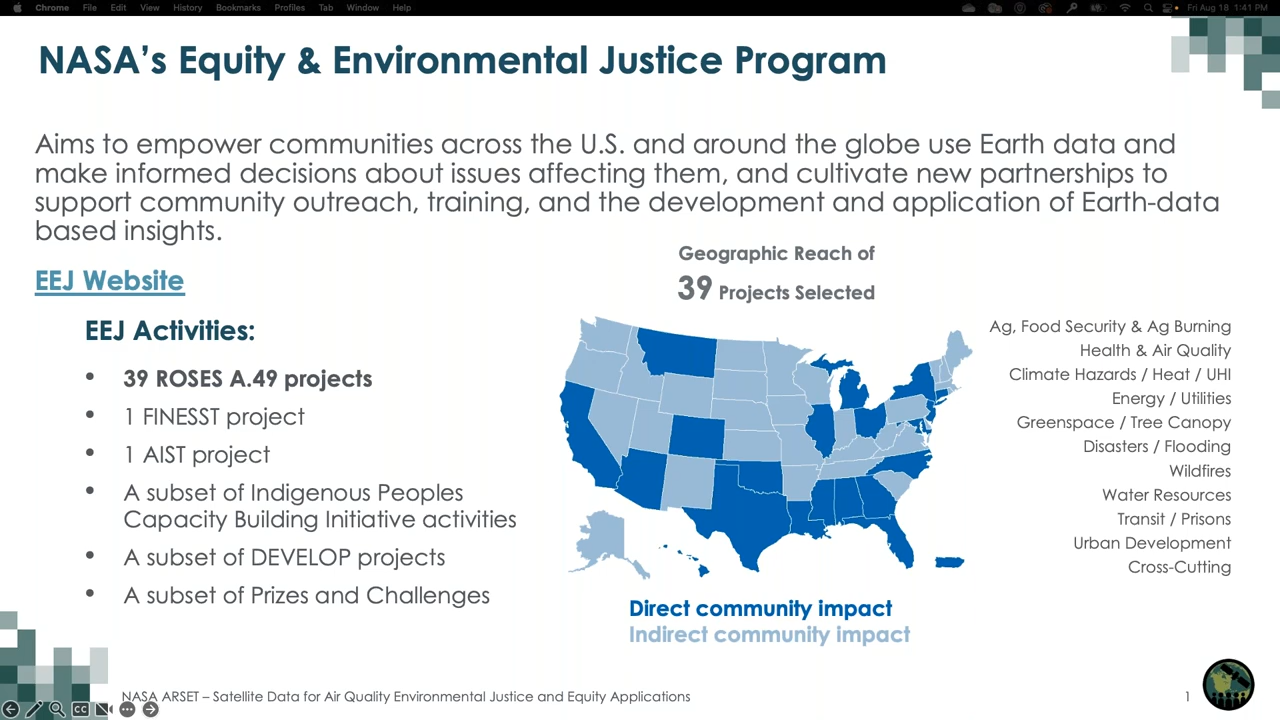 Chrome File Edit View History Bookmarks Profiles Tab Window Help Fri Aug 18 1:41 PM
NASA's Equity & Environmental Justice Program
Aims to empower communities across the U.S. and around the globe use Earth data and
make informed decisions about issues affecting them, and cultivate new partnerships to
support community outreach, training, and the development and application of Earth-data
based insights.
EEJ Website
EEJ Activities:
• 39 ROSES A.49 projects
• 1 FINESST project
• 1 AIST project
• A subset of Indigenous Peoples
Capacity Building Initiative activities
• A subset of DEVELOP projects
• A subset of Prizes and Challenges
Geographic Reach of
39 Projects Selected
Direct community impact
Indirect community impact
Ag, Food Security & Ag Burning
Health & Air Quality
Climate Hazards / Heat / UHI
Energy / Utilities
Greenspace / Tree Canopy
Disasters / Flooding
Wildfires
Water Resources
Transit / Prisons
Urban Development
Cross-Cutting
NASA ARSET – Satellite Data for Air Quality Environmental Justice and Equity Applications
1
CC